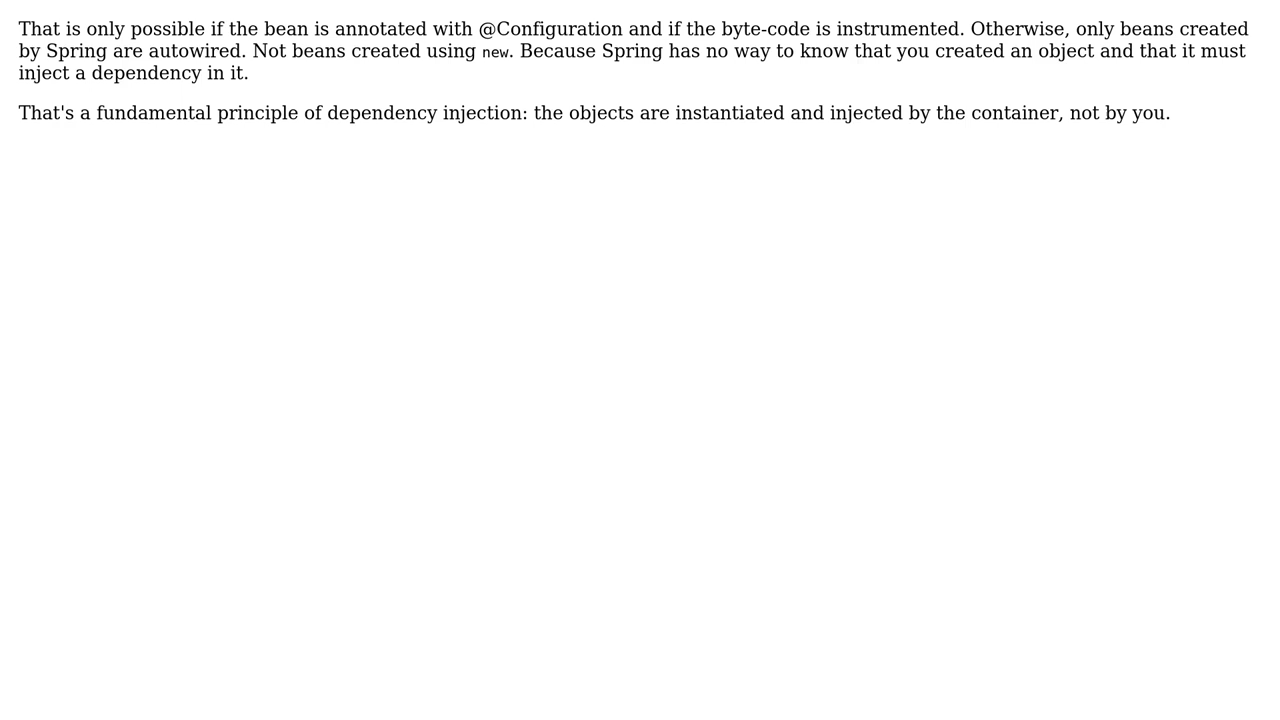 That is only possible if the bean is annotated with @Configuration and if the byte-code is instrumented. Otherwise, only beans created
by Spring are autowired. Not beans created using new. Because Spring has no way to know that you created an object and that it must
inject a dependency in it.
That's a fundamental principle of dependency injection: the objects are instantiated and injected by the container, not by you.